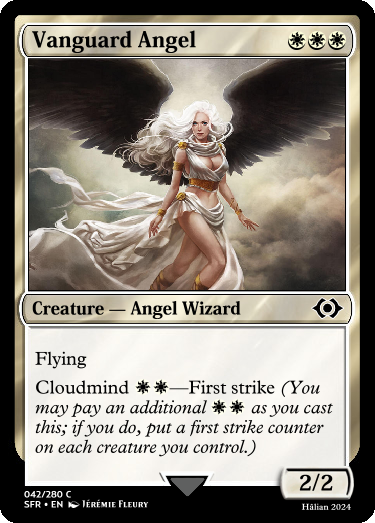 Vanguard Angel
Creature — Angel Wizard
Flying
Cloudmind —First strike (You
may pay an additional as you cast
this; if you do, put a first strike counter
on each creature you control.)
2/2
042/280 C
SFR • EN Jérémie Fleury
Hālian 2024